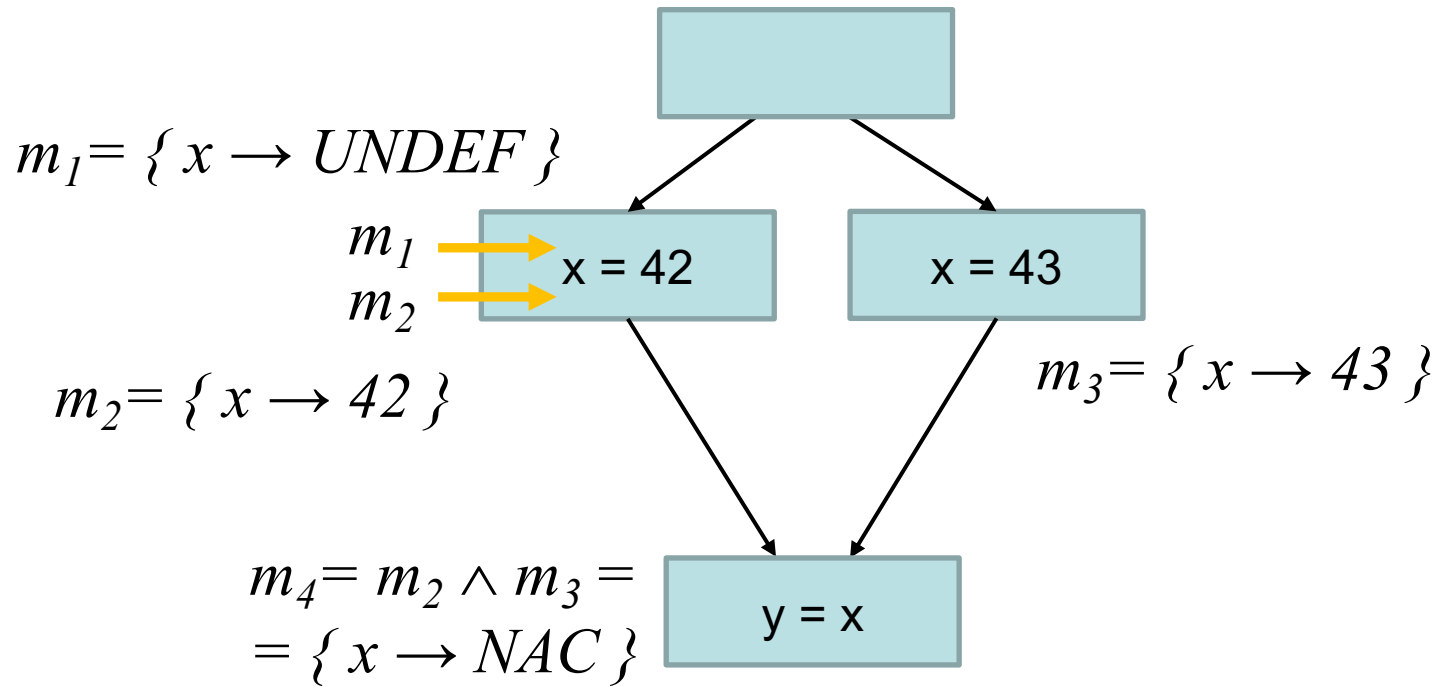 m₁= { x → UNDEF }
m₁
x = 42
x = 43
m₂
m₂= { x → 42 }
m₃= { x → 43 }
m₄= m₂ ∧ m₃ =
= { x → NAC }
y = x